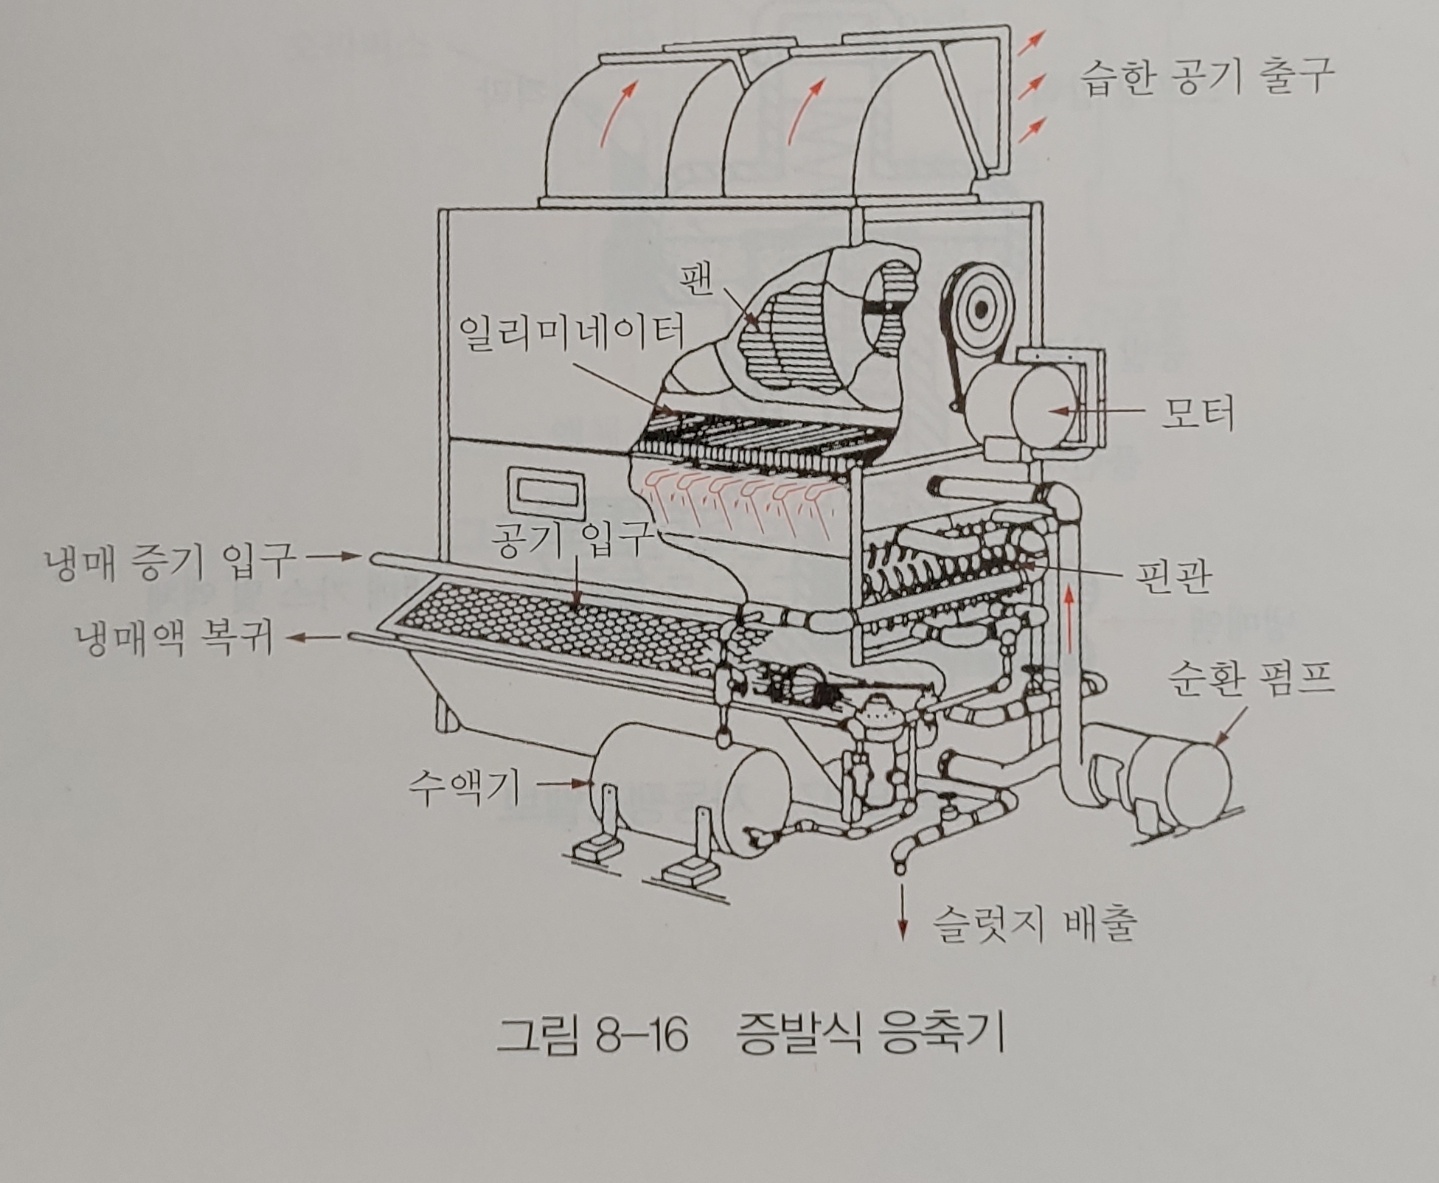 습한 공기 출구
팬
일리미네이터
모터
공기 입구
냉매 증기 입구
핀관
냉매액 복귀
순환 펌프
수액기
슬럿지 배출
그림 8-16 증발식 응축기